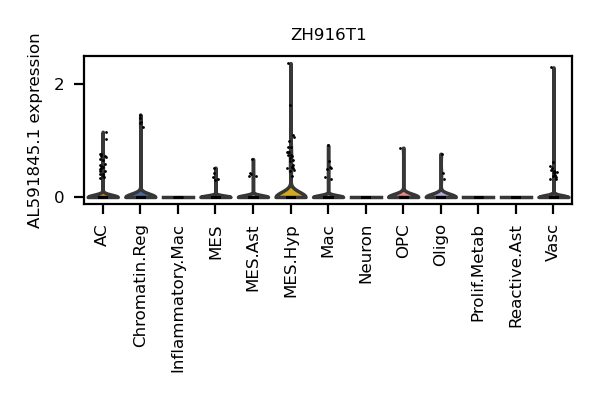 ZH916T1
AL591845.1 expression
2
0
AC
Chromatin.Reg
Inflammatory.Mac
MES
MES.Ast
MES.Hyp
Mac
Neuron
OPC
Oligo
Prolif.Metab
Reactive.Ast
Vasc